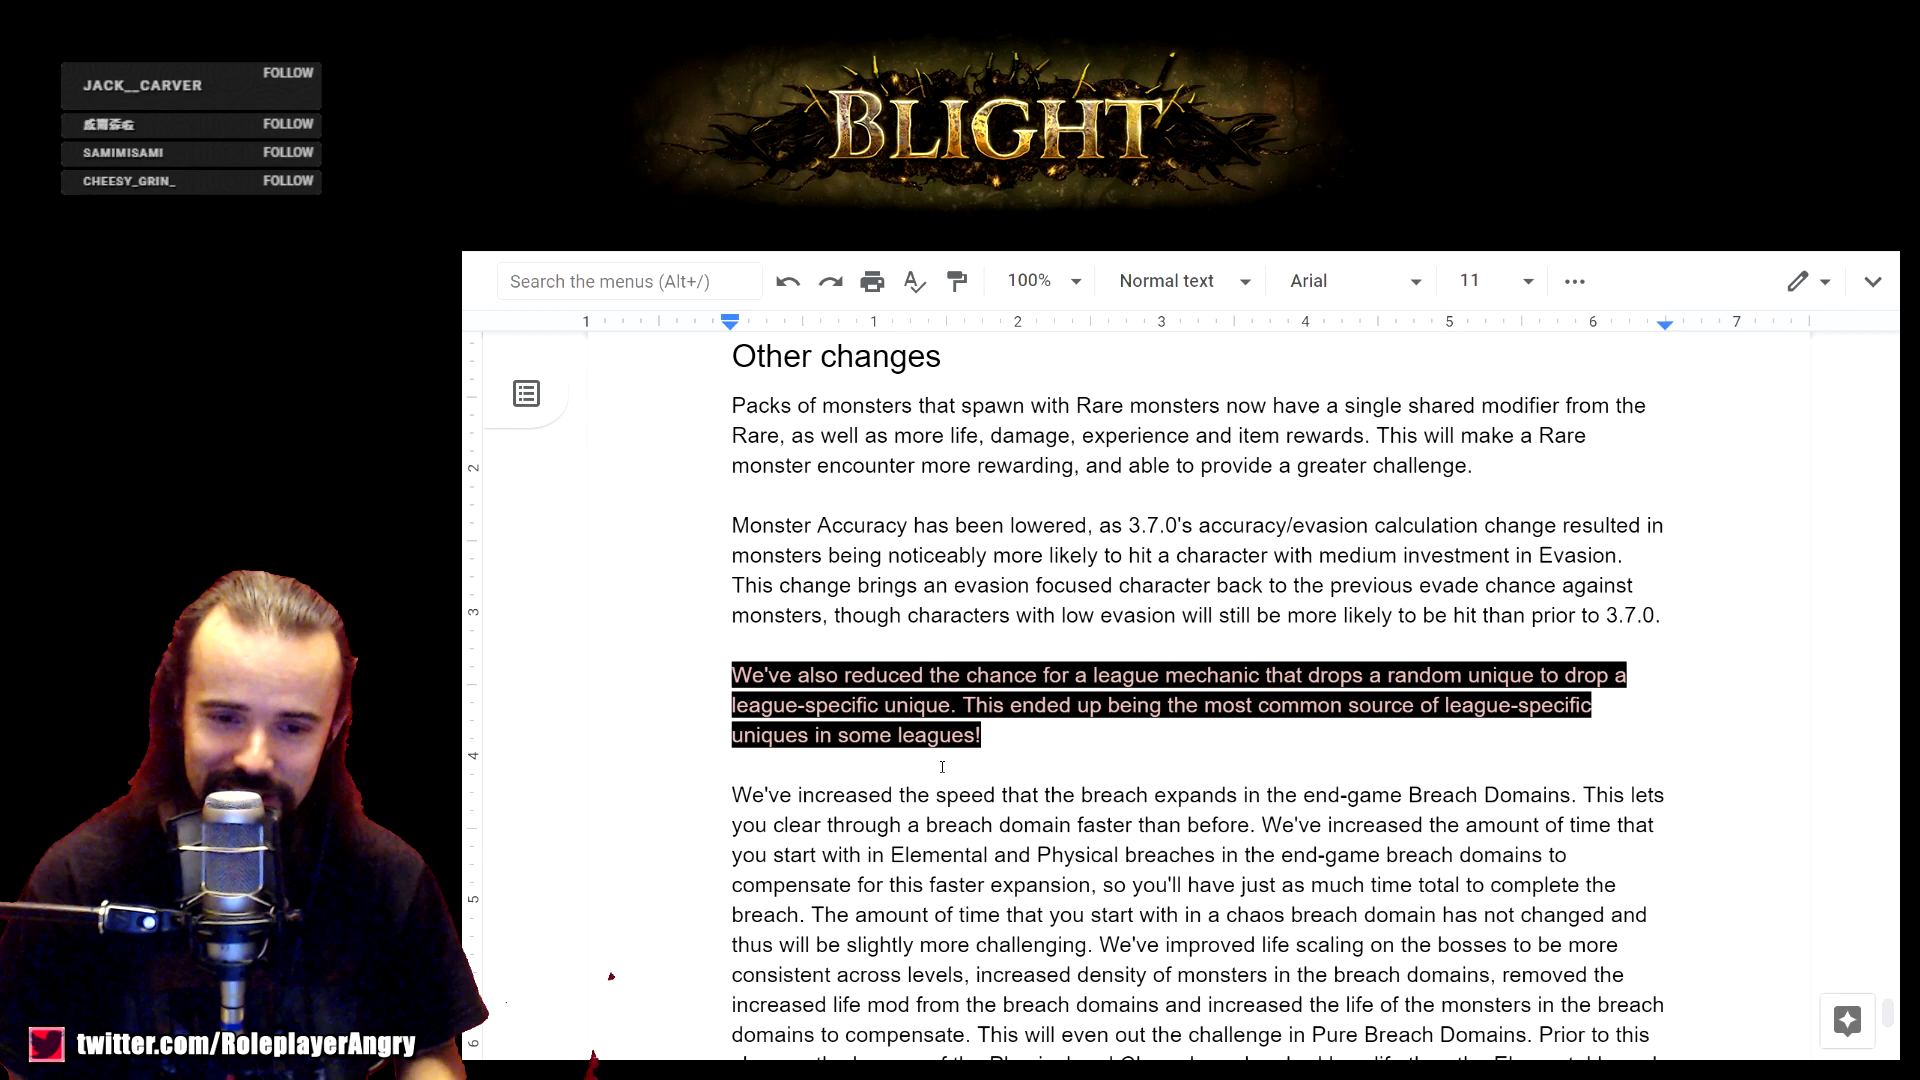 JACK__CARVER FOLLOW
FOLLOW
SAMIMISAMI FOLLOW
CHEESY_GRIN_ FOLLOW
BLIGHT
Search the menus (Alt+/)
100%
Normal text
Arial
11
1 1 2 3 4 5 6 7
Other changes
Packs of monsters that spawn with Rare monsters now have a single shared modifier from the
Rare, as well as more life, damage, experience and item rewards. This will make a Rare
monster encounter more rewarding, and able to provide a greater challenge.
2
Monster Accuracy has been lowered, as 3.7.0's accuracy/evasion calculation change resulted in
monsters being noticeably more likely to hit a character with medium investment in Evasion.
This change brings an evasion focused character back to the previous evade chance against
monsters, though characters with low evasion will still be more likely to be hit than prior to 3.7.0.
3
We've also reduced the chance for a league mechanic that drops a random unique to drop a
league-specific unique. This ended up being the most common source of league-specific
uniques in some leagues!
4
We've increased the speed that the breach expands in the end-game Breach Domains. This lets
you clear through a breach domain faster than before. We've increased the amount of time that
you start with in Elemental and Physical breaches in the end-game breach domains to
compensate for this faster expansion, so you'll have just as much time total to complete the
5
breach. The amount of time that you start with in a chaos breach domain has not changed and
thus will be slightly more challenging. We've improved life scaling on the bosses to be more
consistent across levels, increased density of monsters in the breach domains, removed the
increased life mod from the breach domains and increased the life of the monsters in the breach
domains to compensate. This will even out the challenge in Pure Breach Domains. Prior to this
6
twitter.com/RoleplayerAngry